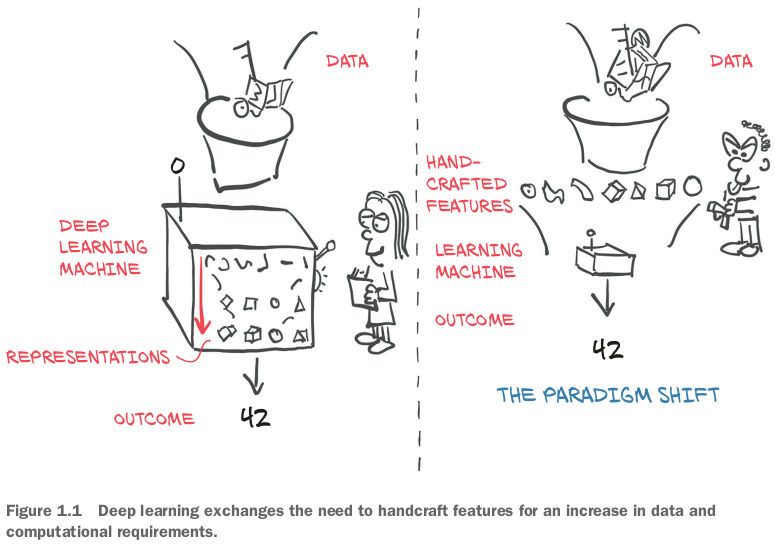 DATA
DEEP
LEARNING
MACHINE
REPRESENTATIONS
OUTCOME
42
DATA
HAND-
CRAFTED
FEATURES
LEARNING
MACHINE
OUTCOME
42
THE PARADIGM SHIFT
Figure 1.1 Deep learning exchanges the need to handcraft features for an increase in data and
computational requirements.